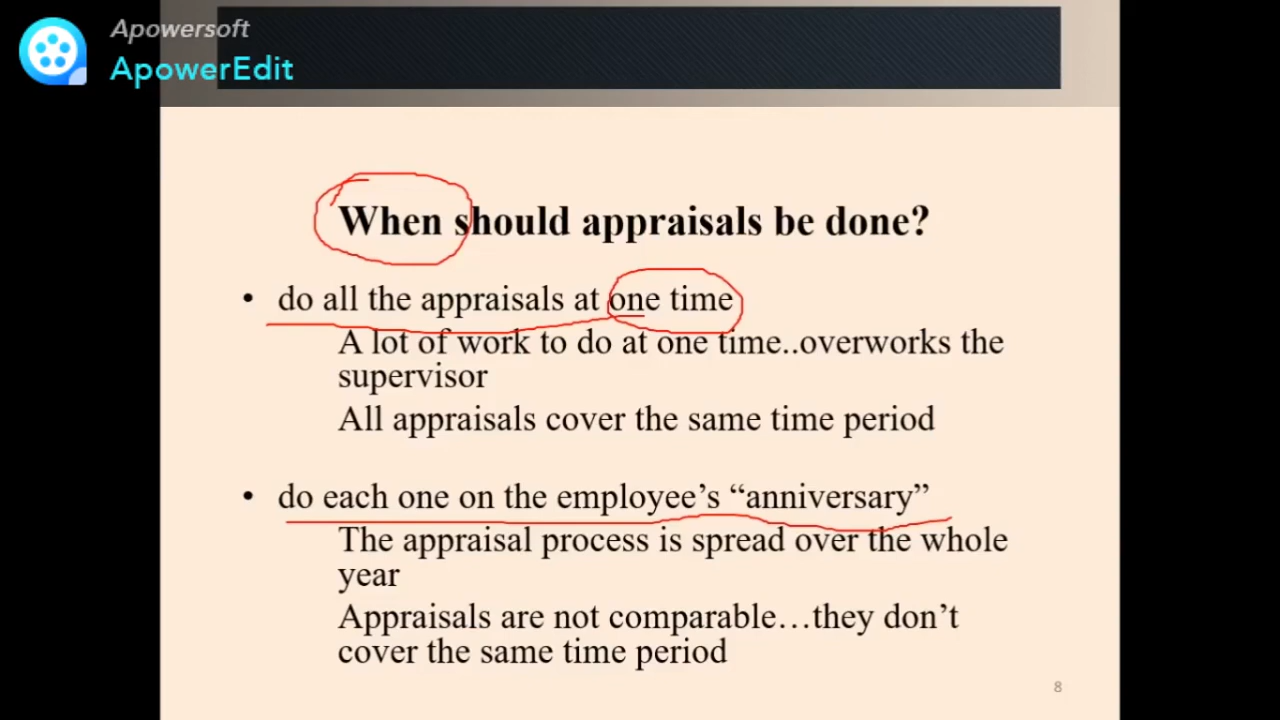 Apowersoft
ApowerEdit
When should appraisals be done?
• do all the appraisals at one time
A lot of work to do at one time..overworks the
supervisor
All appraisals cover the same time period
• do each one on the employee’s “anniversary”
The appraisal process is spread over the whole
year
Appraisals are not comparable…they don’t
cover the same time period
8